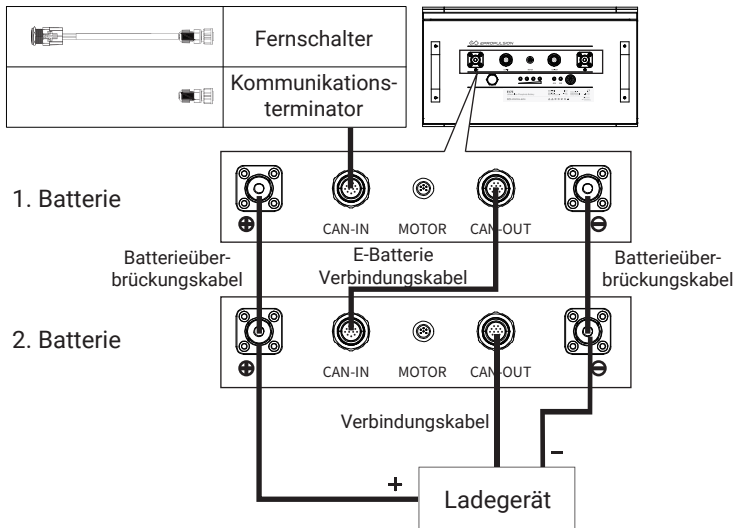 Fernschalter
Kommunikations-
terminator
EPROPULSION
1. Batterie
CAN-IN
MOTOR
CAN-OUT
Batterieüber-
brückungskabel
E-Batterie
Verbindungskabel
Batterieüber-
brückungskabel
2. Batterie
CAN-IN
MOTOR
CAN-OUT
Verbindungskabel
+
−
Ladegerät